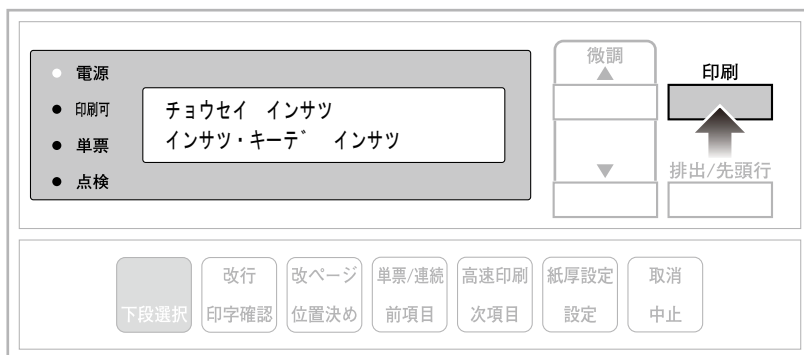 電源
印刷可
単票
点検
チョウセイ インサツ
インサツ・キーデ インサツ
微調
▲
▼
印刷
排出/先頭行
下段選択
改行
印字確認
改ページ
位置決め
単票/連続
前項目
高速印刷
次項目
紙厚設定
設定
取消
中止